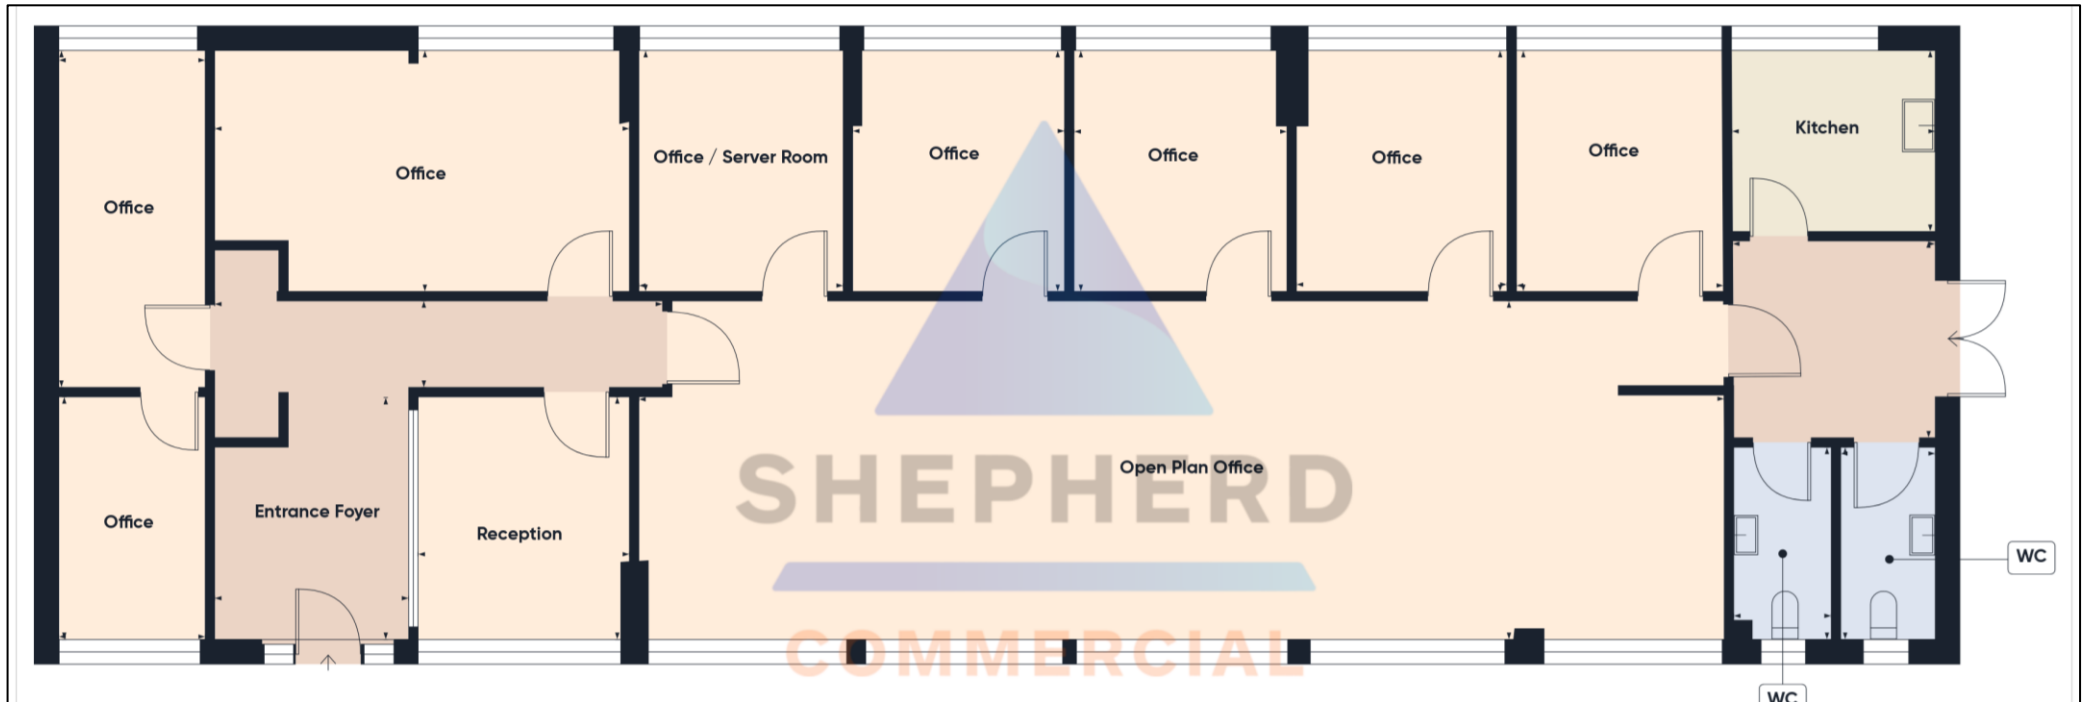 Office
Office
Office / Server Room
Office
Office
Office
Office
Kitchen
Office
Entrance Foyer
Reception
Open Plan Office
SHEPHERD
COMMERCIAL
WC
WC